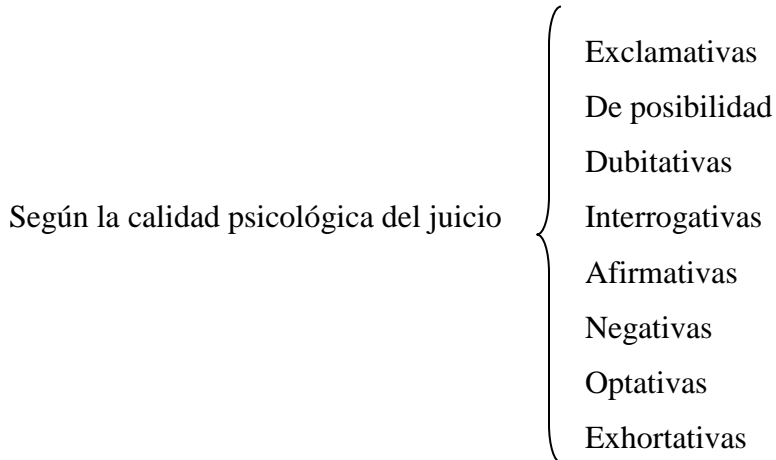 Exclamativas
De posibilidad
Dubitativas
Según la calidad psicológica del juicio
Interrogativas
Afirmativas
Negativas
Optativas
Exhortativas